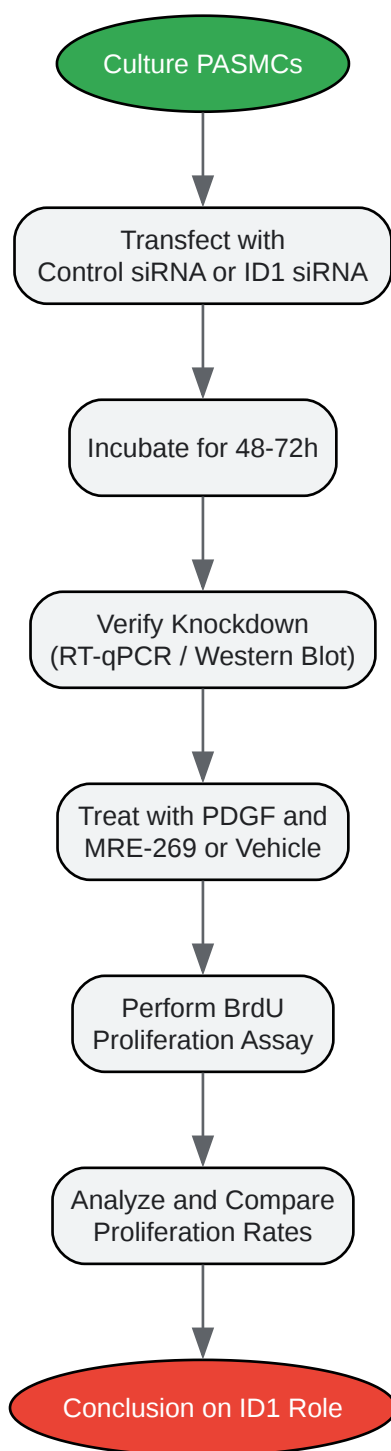 Culture PASMCs
Transfect with
Control siRNA or ID1 siRNA
Incubate for 48-72h
Verify Knockdown
(RT-qPCR / Western Blot)
Treat with PDGF and
MRE-269 or Vehicle
Perform BrdU
Proliferation Assay
Analyze and Compare
Proliferation Rates
Conclusion on ID1 Role